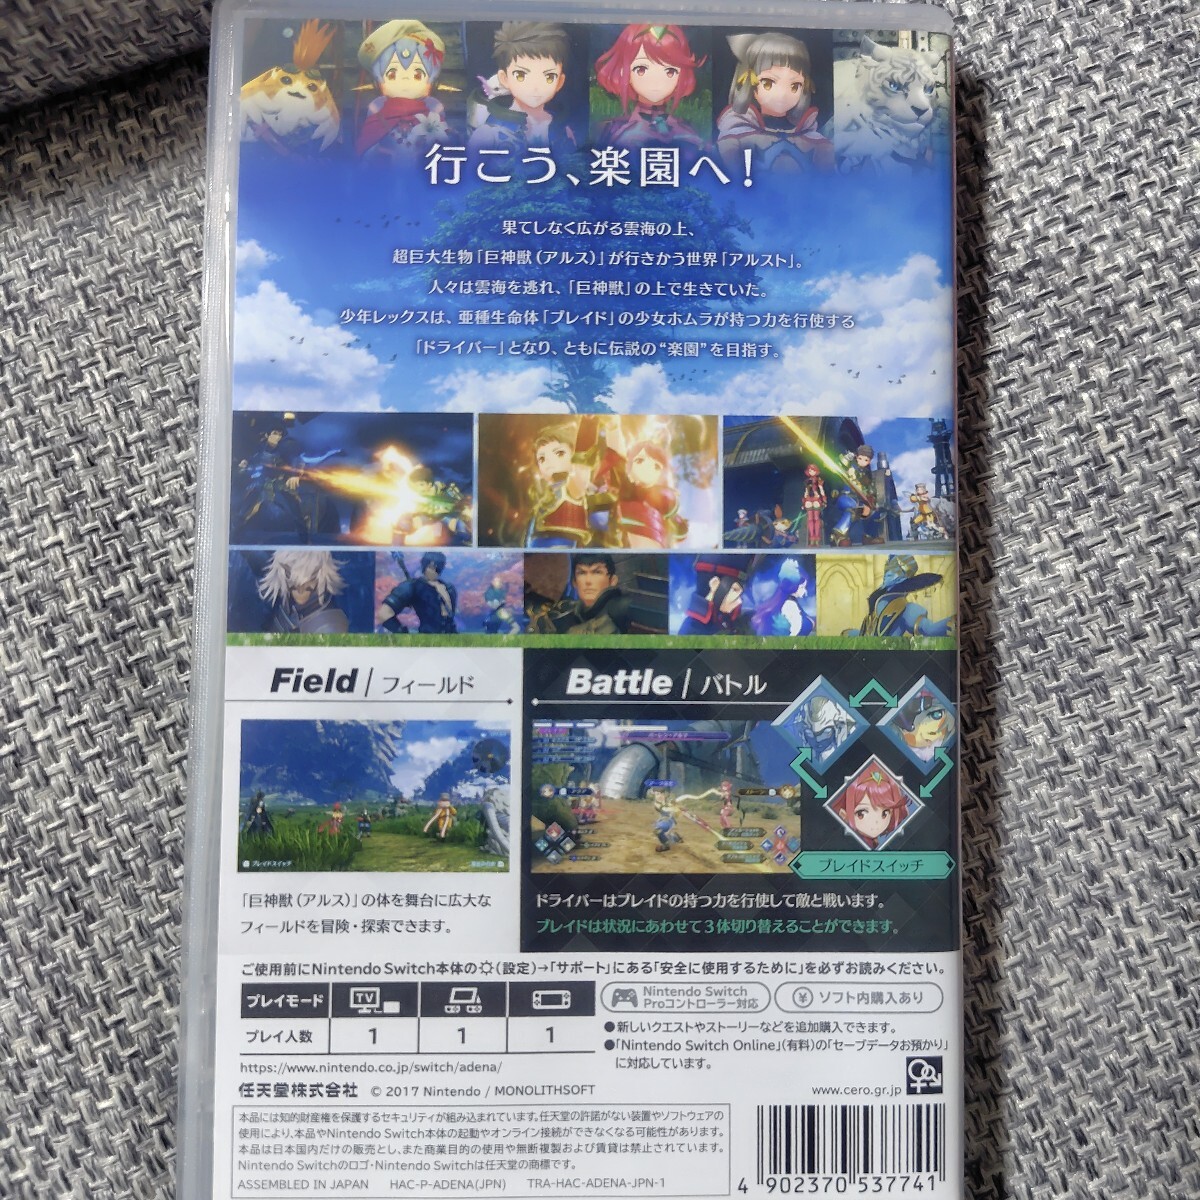 行こう、楽園へ!
果てしなく広がる雲海の上、
超巨大生物「巨神獣(アルス)」が行きかう世界「アルスト」。
人々は雲海を逃れ、「巨神獣」の上で生きていた。
少年レックスは、亜種生命体「ブレイド」の少女ホムラが持つ力を行使する
「ドライバー」となり、ともに伝説の“楽園”を目指す。
Field / フィールド
ブレイドスイッチ
「巨神獣(アルス)」の体を舞台に広大な
フィールドを冒険・探索できます。
Battle / バトル
ブレイドスイッチ
ドライバーはブレイドの持つ力を行使して敵と戦います。
ブレイドは状況にあわせて3体切り替えることができます。
ご使用前にNintendo Switch本体の(設定)→「サポート」にある「安全に使用するために」を必ずお読みください。
プレイモード TV
プレイ人数 1 1 1
Nintendo Switch
Proコントローラー対応
¥ ソフト内購入あり
●新しいクエストやストーリーなどを追加購入できます。
●「Nintendo Switch Online」(有料)の「セーブデータお預かり」
に対応しています。
https://www.nintendo.co.jp/switch/adena/
任天堂株式会社 © 2017 Nintendo / MONOLITHSOFT
www.cero.gr.jp
本品には知的財産権を保護するセキュリティが組み込まれています。任天堂の許諾がない装置やソフトウェアの
使用により、本品やNintendo Switch本体の起動やオンライン接続ができなくなる可能性があります。
本品は日本国内だけの販売とし、また商業目的の使用や無断複製および賃貸は禁止されています。
Nintendo Switchのロゴ・Nintendo Switchは任天堂の商標です。
ASSEMBLED IN JAPAN HAC-P-ADENA(JPN) TRA-HAC-ADENA-JPN-1
4 902370 537741